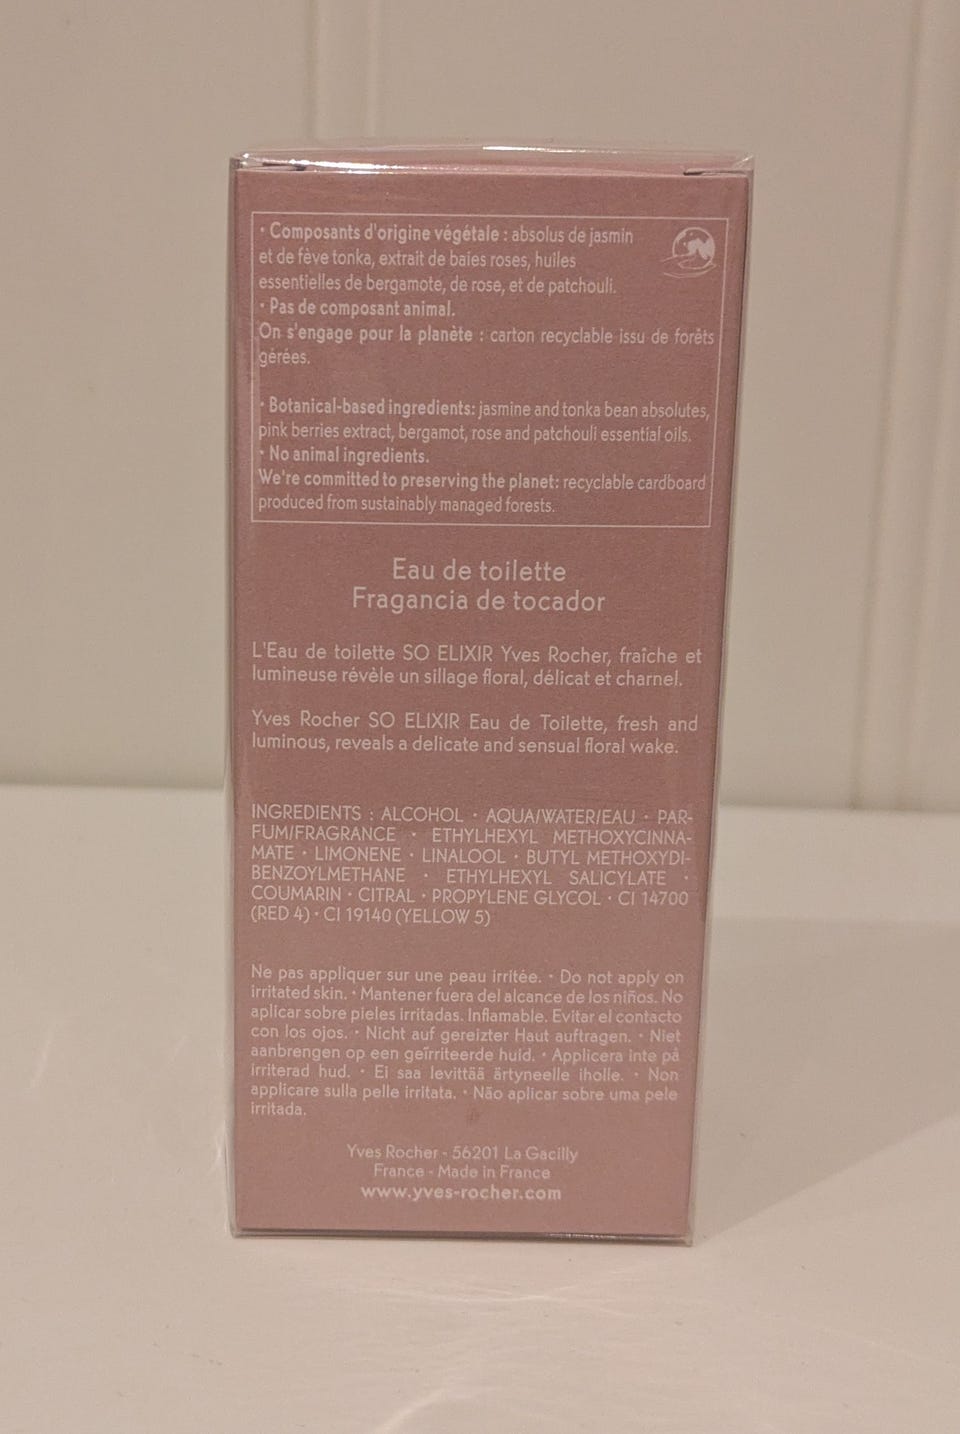 • Composants d'origine végétale : absolus de jasmin
et de fève tonka, extrait de baies roses, huiles
essentielles de bergamote, de rose, et de patchouli.
• Pas de composant animal.
On s'engage pour la planète : carton recyclable issu de forêts
gérées.
• Botanical-based ingredients: jasmine and tonka bean absolutes,
pink berries extract, bergamot, rose and patchouli essential oils.
• No animal ingredients.
We're committed to preserving the planet: recyclable cardboard
produced from sustainably managed forests.
Eau de toilette
Fragancia de tocador
L'Eau de toilette SO ELIXIR Yves Rocher, fraîche et
lumineuse révèle un sillage floral, délicat et charnel.
Yves Rocher SO ELIXIR Eau de Toilette, fresh and
luminous, reveals a delicate and sensual floral wake.
INGREDIENTS : ALCOHOL • AQUA/WATER/EAU • PAR-
FUM/FRAGRANCE • ETHYLHEXYL METHOXYCINNA-
MATE • LIMONENE • LINALOOL • BUTYL METHOXYDI-
BENZOYLMETHANE • ETHYLHEXYL SALICYLATE •
COUMARIN • CITRAL • PROPYLENE GLYCOL • CI 14700
(RED 4) • CI 19140 (YELLOW 5)
Ne pas appliquer sur une peau irritée. • Do not apply on
irritated skin. • Mantener fuera del alcance de los niños. No
aplicar sobre pieles irritadas. Inflamable. Evitar el contacto
con los ojos. • Nicht auf gereizter Haut auftragen. • Niet
aanbrengen op een geïrriteerde huid. • Applicera inte på
irriterad hud. • Ei saa levittää ärtyneelle iholle. • Non
applicare sulla pelle irritata. • Não aplicar sobre uma pele
irritada.
Yves Rocher - 56201 La Gacilly
France - Made in France
www.yves-rocher.com